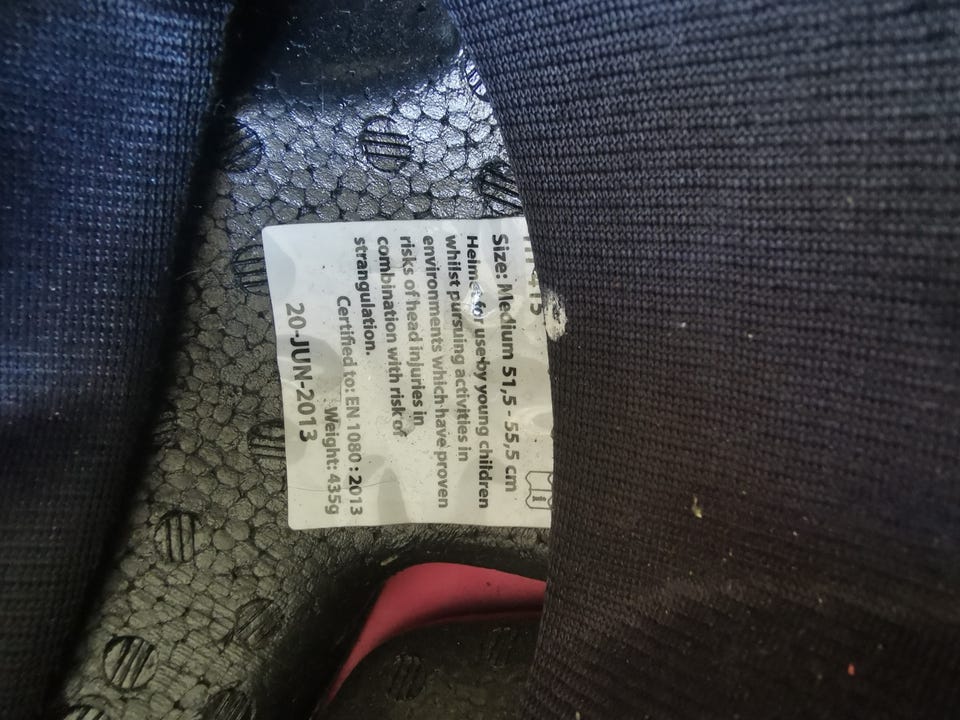 Size: Medium 51,5 - 55,5 cm
Helmet for use by young children
whilst pursuing activities in
environments which have proven
risks of head injuries in
combination with risk of
strangulation.
Certified to: EN 1080 : 2013
Weight: 435g
20-JUN-2013